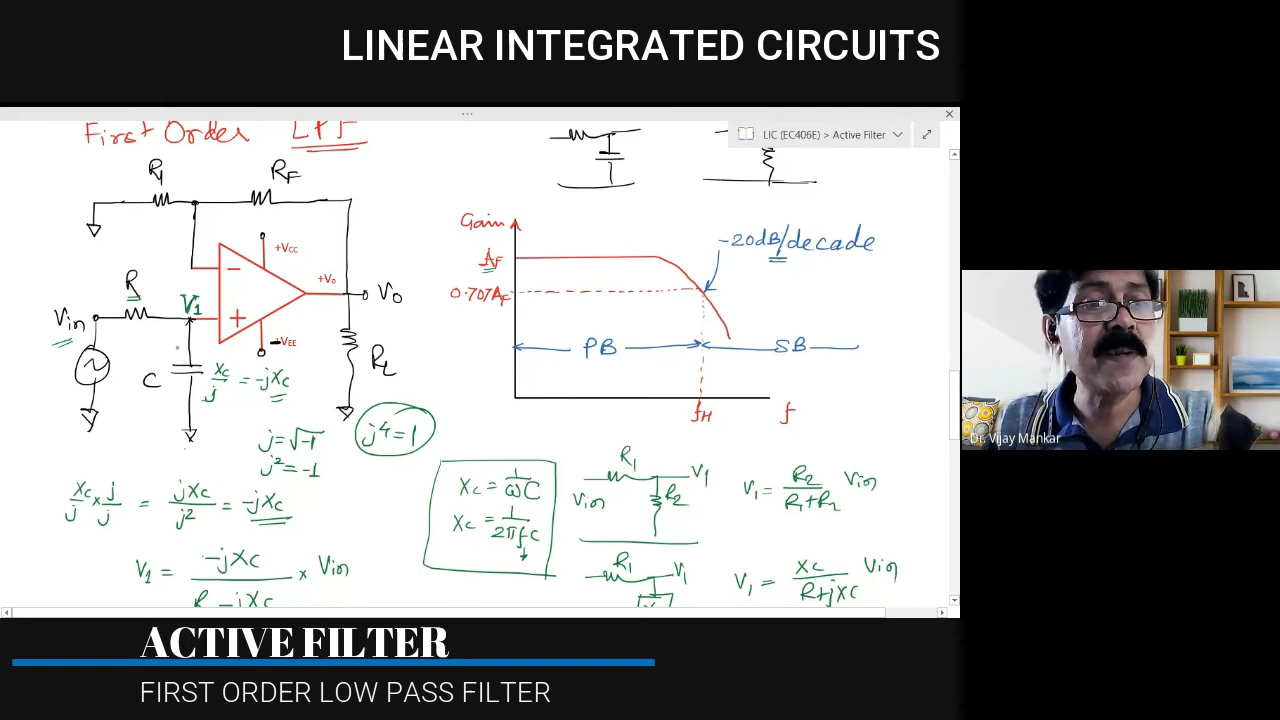 LINEAR INTEGRATED CIRCUITS
LIC (EC406E) > Active Filter
First Order LPF
R1
RF
+Vcc
R
V1
+Vo
Vo
Vin
−
+
-VEE
C
Xc/j = -jXc
RL
j = √-1
j² = -1
j⁴ = 1
Gain
AF
0.707AF
-20dB/decade
PB
SB
fH
f
Xc/j × j/j = jXc/j² = -jXc
V1 = -jXc / R - jXc × Vin
Xc = 1/ωC
Xc = 1/2πfC
R1
V1
Vin
R2
V1 = R2/R1+R2 Vin
R1
V1
V1 = Xc/R+jXc Vin
Dr. Vijay Mankar
ACTIVE FILTER
FIRST ORDER LOW PASS FILTER